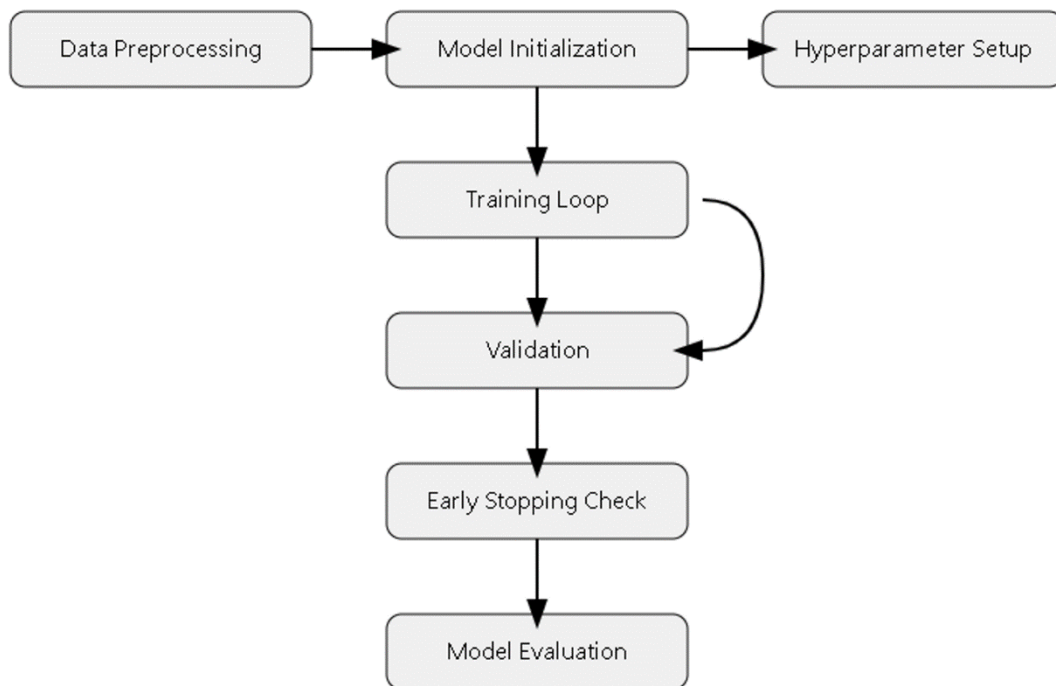 Data Preprocessing
Model Initialization
Hyperparameter Setup
Training Loop
Validation
Early Stopping Check
Model Evaluation